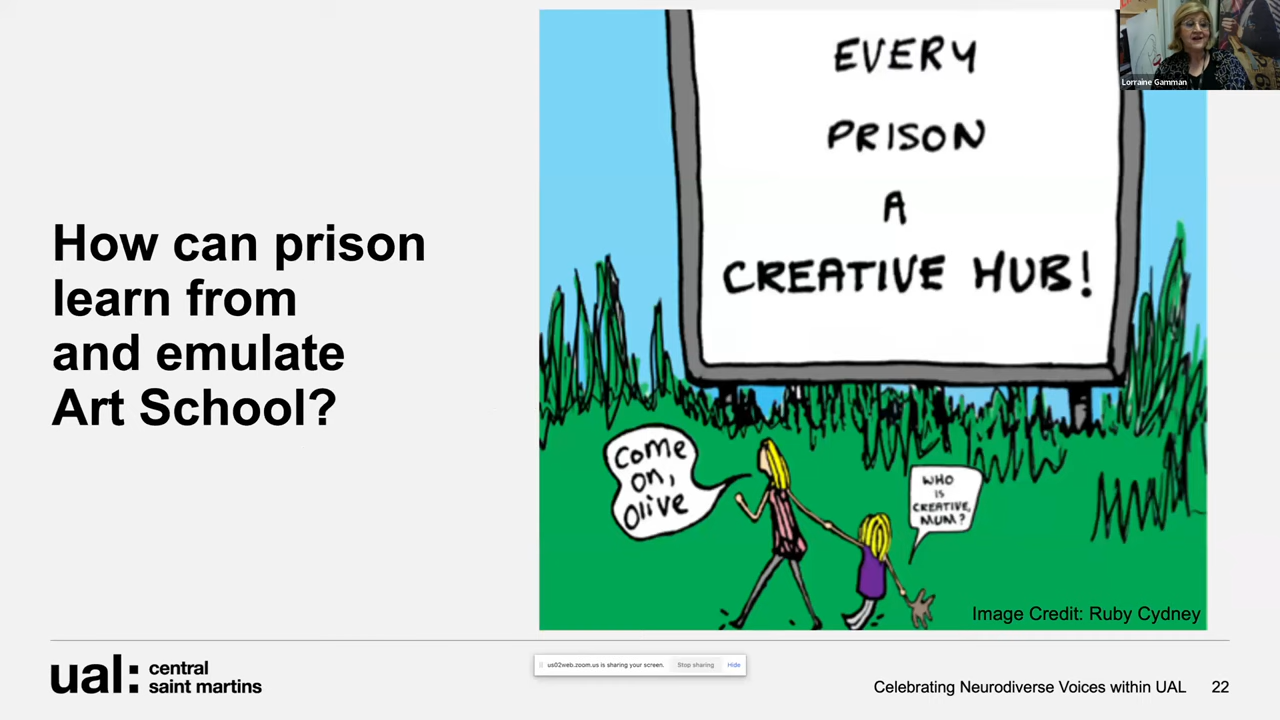 How can prison
learn from
and emulate
Art School?
EVERY
PRISON
A
CREATIVE HUB!
Come
on,
Olive
WHO
IS
CREATIVE,
MUM?
Image Credit: Ruby Cydney
Lorraine Gamman
us02web.zoom.us is sharing your screen. Stop sharing Hide
ual: central
saint martins
Celebrating Neurodiverse Voices within UAL 22